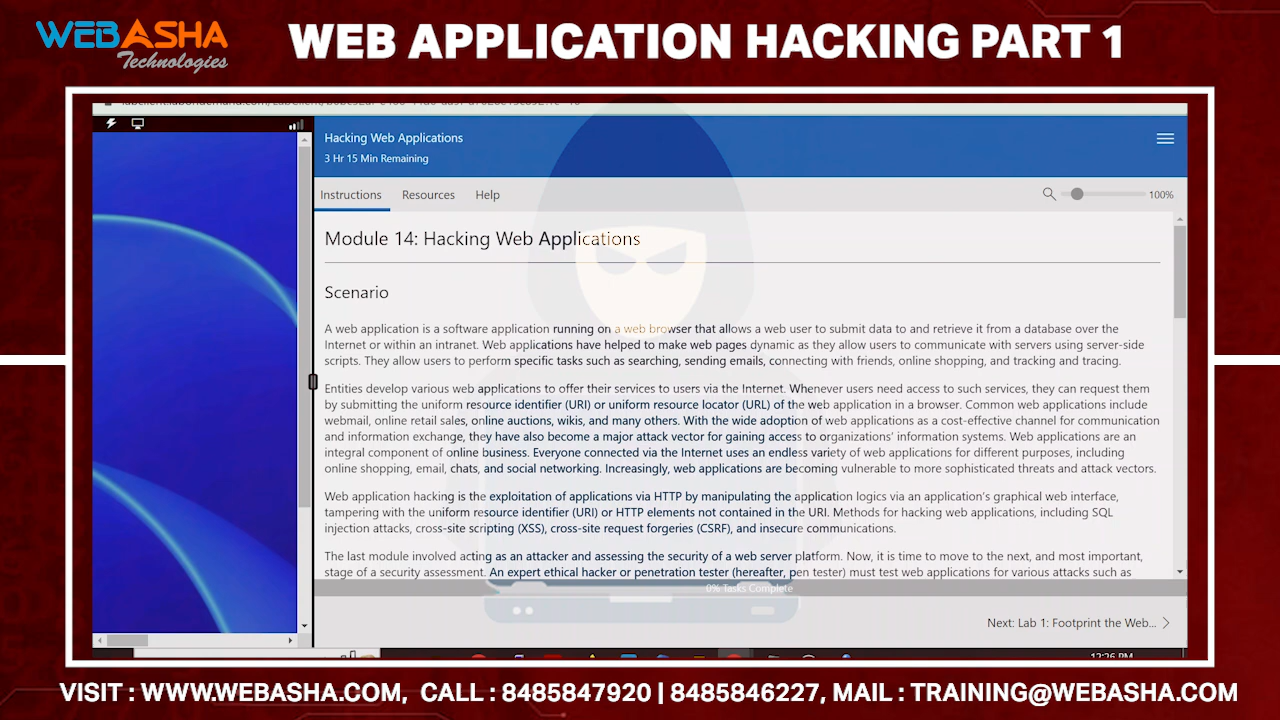 WEBASHA
Technologies
WEB APPLICATION HACKING PART 1
Hacking Web Applications
3 Hr 15 Min Remaining
Instructions Resources Help
100%
Module 14: Hacking Web Applications
Scenario
A web application is a software application running on a web browser that allows a web user to submit data to and retrieve it from a database over the
Internet or within an intranet. Web applications have helped to make web pages dynamic as they allow users to communicate with servers using server-side
scripts. They allow users to perform specific tasks such as searching, sending emails, connecting with friends, online shopping, and tracking and tracing.
Entities develop various web applications to offer their services to users via the Internet. Whenever users need access to such services, they can request them
by submitting the uniform resource identifier (URI) or uniform resource locator (URL) of the web application in a browser. Common web applications include
webmail, online retail sales, online auctions, wikis, and many others. With the wide adoption of web applications as a cost-effective channel for communication
and information exchange, they have also become a major attack vector for gaining access to organizations' information systems. Web applications are an
integral component of online business. Everyone connected via the Internet uses an endless variety of web applications for different purposes, including
online shopping, email, chats, and social networking. Increasingly, web applications are becoming vulnerable to more sophisticated threats and attack vectors.
Web application hacking is the exploitation of applications via HTTP by manipulating the application logics via an application's graphical web interface,
tampering with the uniform resource identifier (URI) or HTTP elements not contained in the URI. Methods for hacking web applications, including SQL
injection attacks, cross-site scripting (XSS), cross-site request forgeries (CSRF), and insecure communications.
The last module involved acting as an attacker and assessing the security of a web server platform. Now, it is time to move to the next, and most important,
stage of a security assessment. An expert ethical hacker or penetration tester (hereafter, pen tester) must test web applications for various attacks such as
0% Tasks Complete
Next: Lab 1: Footprint the Web...
12:26 PM
VISIT : WWW.WEBASHA.COM, CALL : 8485847920 | 8485846227, MAIL : TRAINING@WEBASHA.COM